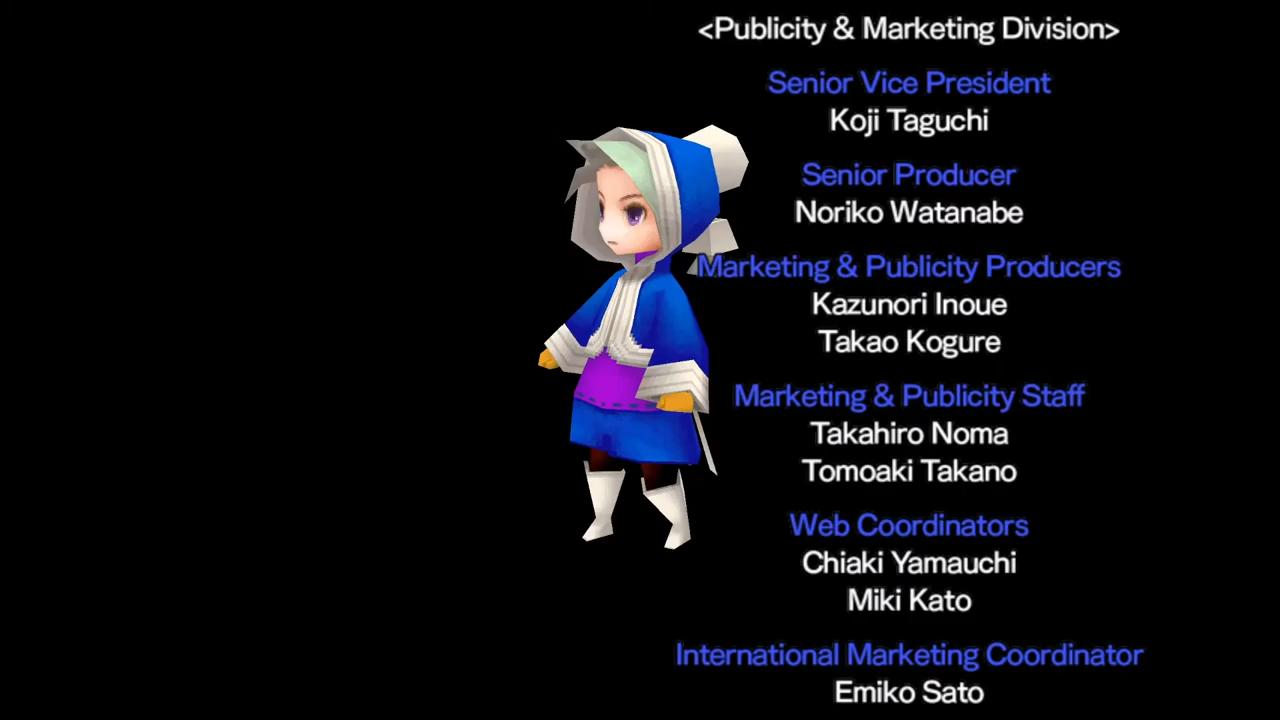 <Publicity & Marketing Division>
Senior Vice President
Koji Taguchi
Senior Producer
Noriko Watanabe
Marketing & Publicity Producers
Kazunori Inoue
Takao Kogure
Marketing & Publicity Staff
Takahiro Noma
Tomoaki Takano
Web Coordinators
Chiaki Yamauchi
Miki Kato
International Marketing Coordinator
Emiko Sato